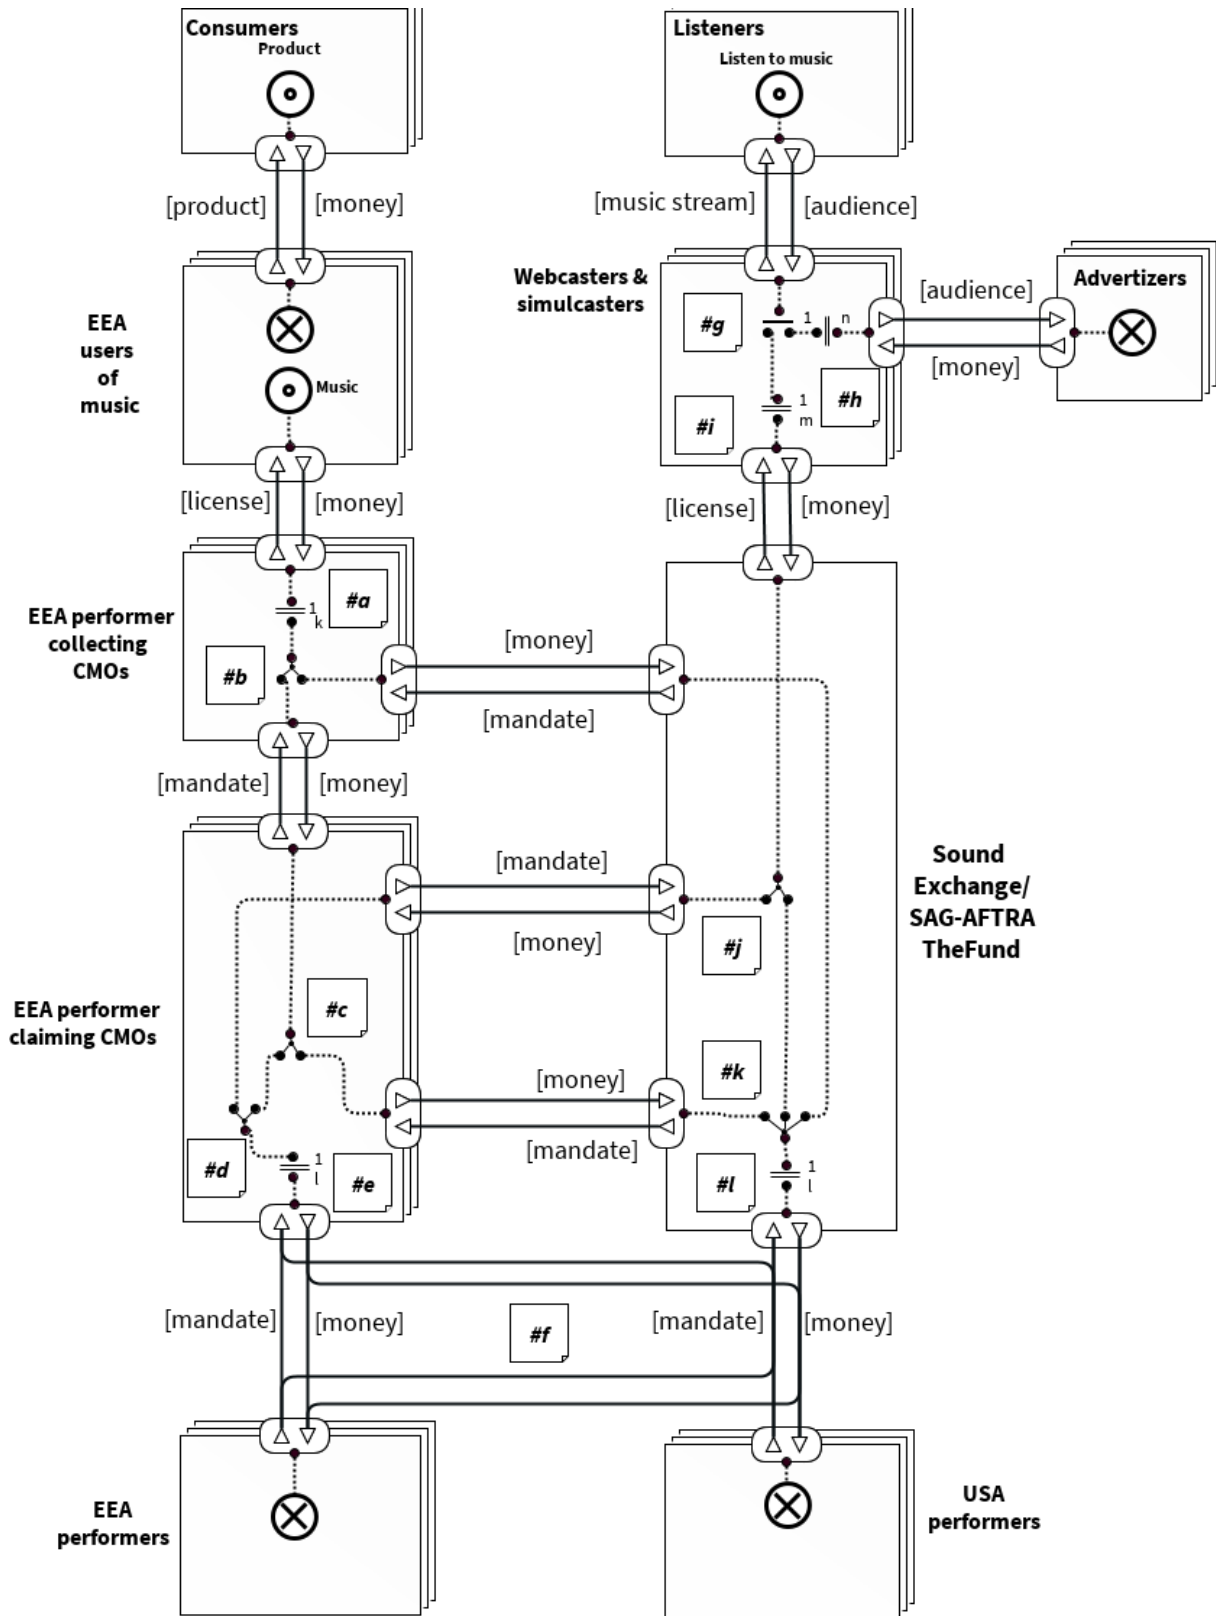 Consumers
Product
Listeners
Listen to music
[product]
[money]
[music stream]
[audience]
Webcasters &
simulcasters
Advertizers
[audience]
[money]
EEA
users
of
music
Music
#g
1
n
#h
1
m
#i
[license]
[money]
[license]
[money]
EEA performer
collecting
CMOs
#a
1
k
#b
[money]
[mandate]
[mandate]
[money]
[mandate]
[money]
Sound
Exchange/
SAG-AFTRA
TheFund
#j
EEA performer
claiming CMOs
#c
#k
[money]
[mandate]
#d
1
l
#e
#l
1
l
[mandate]
[money]
#f
[mandate]
[money]
EEA
performers
USA
performers